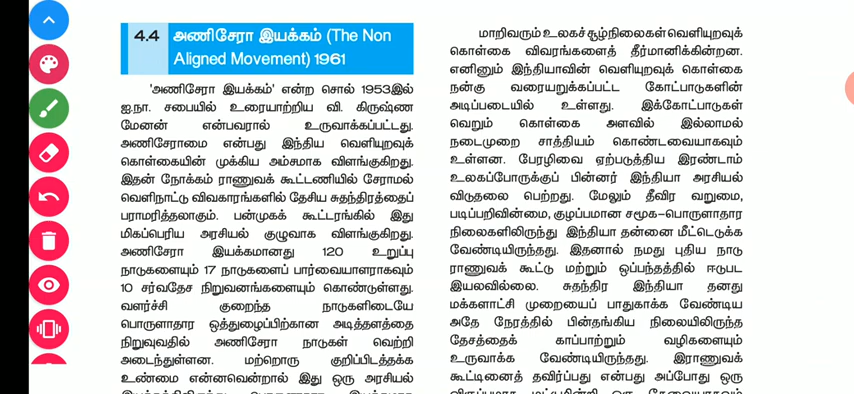 4.4 அணிசேரா இயக்கம் (The Non
Aligned Movement) 1961
'அணிசேரா இயக்கம்' என்ற சொல் 1953இல்
ஐ.நா. சபையில் உரையாற்றிய வி. கிருஷ்ண
மேனன் என்பவரால் உருவாக்கப்பட்டது.
அணிசேராமை என்பது இந்திய வெளியுறவுக்
கொள்கையின் முக்கிய அம்சமாக விளங்குகிறது.
இதன் நோக்கம் ராணுவக் கூட்டணியில் சேராமல்
வெளிநாட்டு விவகாரங்களில் தேசிய சுதந்திரத்தைப்
பராமரித்தலாகும். பன்முகக் கூட்டரங்கில் இது
மிகப்பெரிய அரசியல் குழுவாக விளங்குகிறது.
அணிசேரா இயக்கமானது 120 உறுப்பு
நாடுகளையும் 17 நாடுகளைப் பார்வையாளராகவும்
10 சர்வதேச நிறுவனங்களையும் கொண்டுள்ளது.
வளர்ச்சி குறைந்த நாடுகளிடையே
பொருளாதார ஒத்துழைப்பிற்கான அடித்தளத்தை
நிறுவுவதில் அணிசேரா நாடுகள் வெற்றி
அடைந்துள்ளன. மற்றொரு குறிப்பிடத்தக்க
உண்மை என்னவென்றால் இது ஒரு அரசியல்
மாறிவரும் உலகச் சூழ்நிலைகள் வெளியுறவுக்
கொள்கை விவரங்களைத் தீர்மானிக்கின்றன.
எனினும் இந்தியாவின் வெளியுறவுக் கொள்கை
நன்கு வரையறுக்கப்பட்ட கோட்பாடுகளின்
அடிப்படையில் உள்ளது. இக்கோட்பாடுகள்
வெறும் கொள்கை அளவில் இல்லாமல்
நடைமுறை சாத்தியம் கொண்டவையாகவும்
உள்ளன. பேரழிவை ஏற்படுத்திய இரண்டாம்
உலகப்போருக்குப் பின்னர் இந்தியா அரசியல்
விடுதலை பெற்றது. மேலும் தீவிர வறுமை,
படிப்பறிவின்மை, குழப்பமான சமூக-பொருளாதார
நிலைகளிலிருந்து இந்தியா தன்னை மீட்டெடுக்க
வேண்டியிருந்தது. இதனால் நமது புதிய நாடு
ராணுவக் கூட்டு மற்றும் ஒப்பந்தத்தில் ஈடுபட
இயலவில்லை. சுதந்திர இந்தியா தனது
மக்களாட்சி முறையைப் பாதுகாக்க வேண்டிய
அதே நேரத்தில் பின்தங்கிய நிலையிலிருந்த
தேசத்தைக் காப்பாற்றும் வழிகளையும்
உருவாக்க வேண்டியிருந்தது. இராணுவக்
கூட்டினைத் தவிர்ப்பது என்பது அப்போது ஒரு